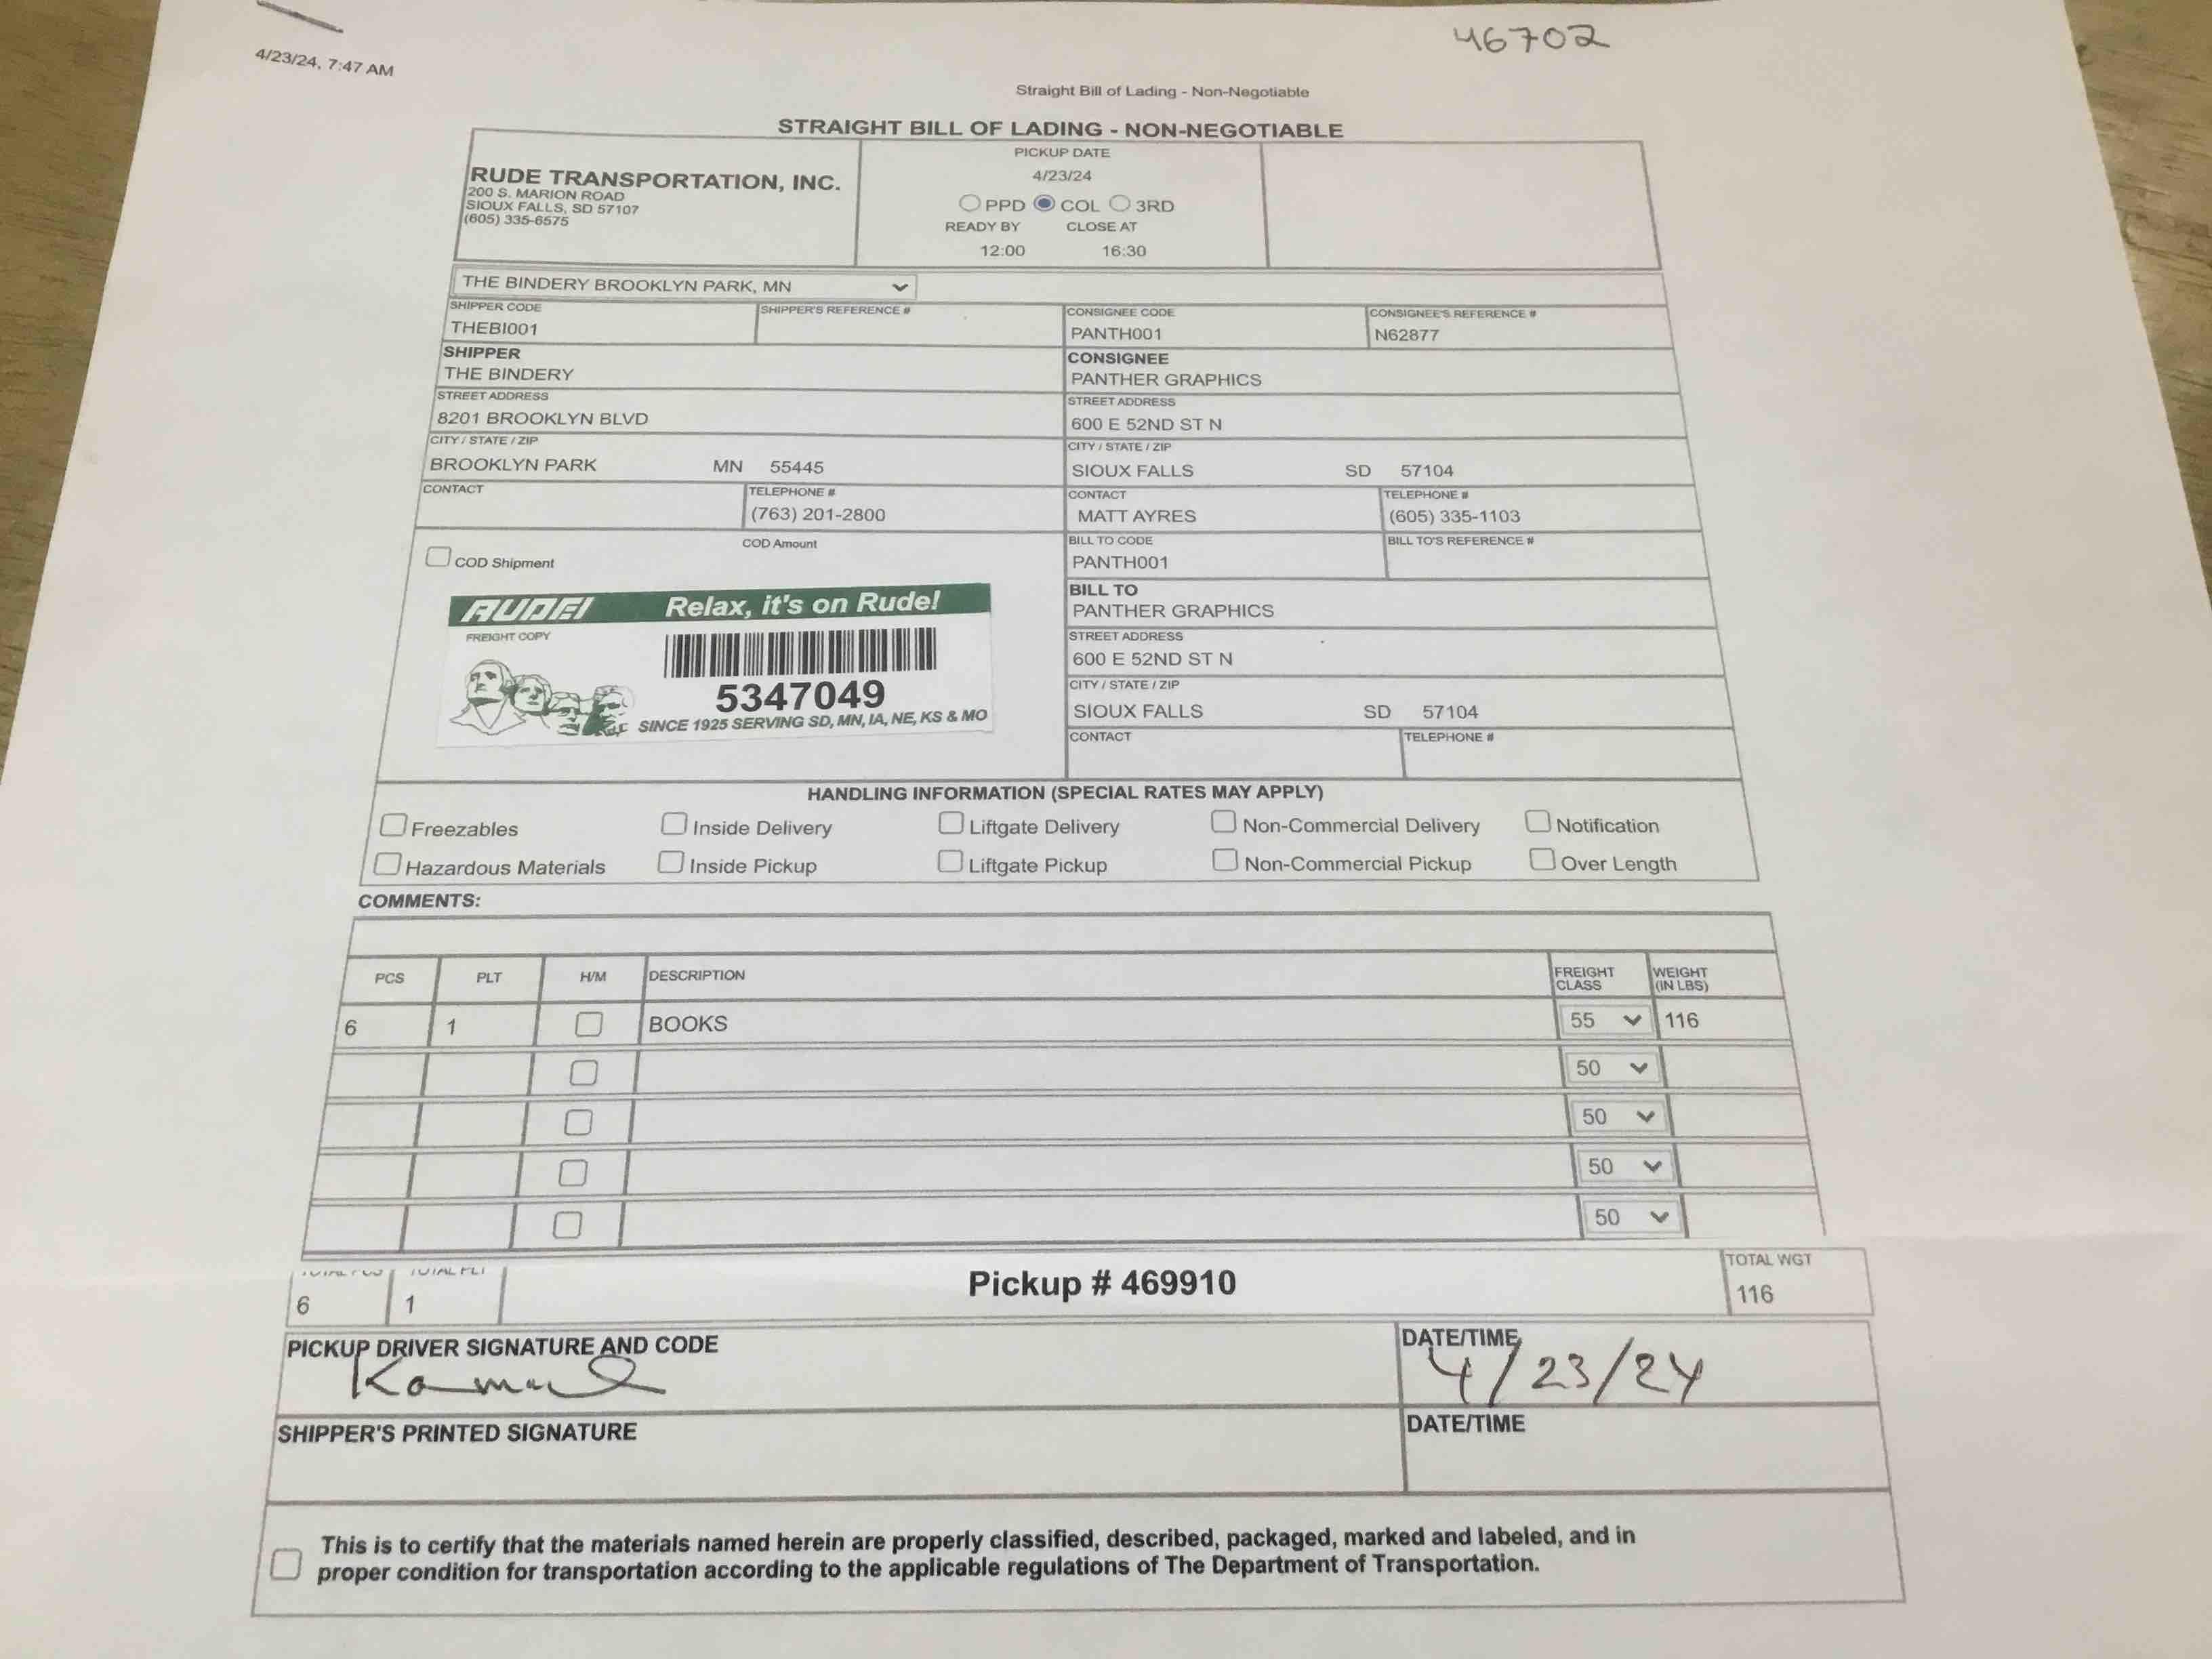 46702
4/23/24, 7:47 AM
Straight Bill of Lading - Non-Negotiable
STRAIGHT BILL OF LADING - NON-NEGOTIABLE
RUDE TRANSPORTATION, INC.
200 S. MARION ROAD
SIOUX FALLS, SD 57107
(605) 335-6575
PICKUP DATE
4/23/24
PPD COL 3RD
READY BY CLOSE AT
12:00 16:30
THE BINDERY BROOKLYN PARK, MN
SHIPPER CODE SHIPPER'S REFERENCE #
THEBI001
CONSIGNEE CODE CONSIGNEE'S REFERENCE #
PANTH001 N62877
SHIPPER
THE BINDERY
CONSIGNEE
PANTHER GRAPHICS
STREET ADDRESS
8201 BROOKLYN BLVD
STREET ADDRESS
600 E 52ND ST N
CITY / STATE / ZIP
BROOKLYN PARK MN 55445
CITY / STATE / ZIP
SIOUX FALLS SD 57104
CONTACT TELEPHONE #
(763) 201-2800
CONTACT TELEPHONE #
MATT AYRES (605) 335-1103
COD Shipment COD Amount
BILL TO CODE BILL TO'S REFERENCE #
PANTH001
BILL TO
PANTHER GRAPHICS
STREET ADDRESS
600 E 52ND ST N
CITY / STATE / ZIP
SIOUX FALLS SD 57104
CONTACT TELEPHONE #
RUDE! Relax, it's on Rude!
FREIGHT COPY
5347049
SINCE 1925 SERVING SD, MN, IA, NE, KS & MO
HANDLING INFORMATION (SPECIAL RATES MAY APPLY)
Freezables Inside Delivery Liftgate Delivery Non-Commercial Delivery Notification
Hazardous Materials Inside Pickup Liftgate Pickup Non-Commercial Pickup Over Length
COMMENTS:
PCS PLT H/M DESCRIPTION FREIGHT CLASS WEIGHT (IN LBS)
6 1 BOOKS 55 116
50
50
50
50
TOTAL PCS TOTAL PLT Pickup # 469910 TOTAL WGT
6 1 116
PICKUP DRIVER SIGNATURE AND CODE DATE/TIME
4/23/24
SHIPPER'S PRINTED SIGNATURE DATE/TIME
This is to certify that the materials named herein are properly classified, described, packaged, marked and labeled, and in
proper condition for transportation according to the applicable regulations of The Department of Transportation.